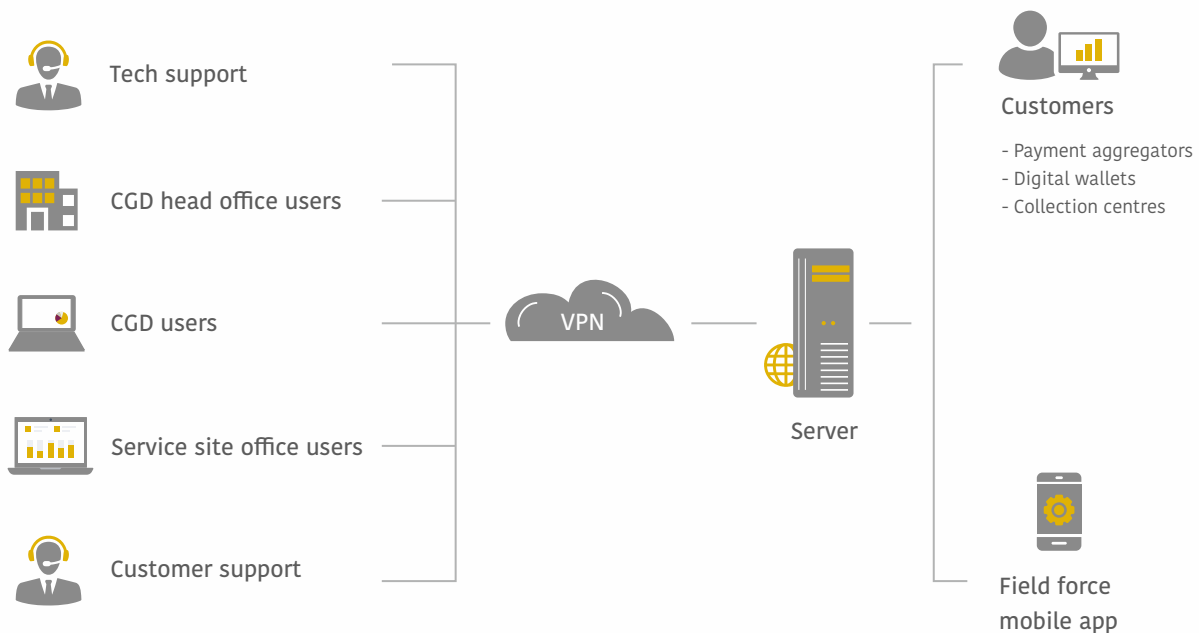 Tech support
CGD head office users
CGD users
Service site office users
Customer support
VPN
Server
Customers
- Payment aggregators
- Digital wallets
- Collection centres
Field force
mobile app